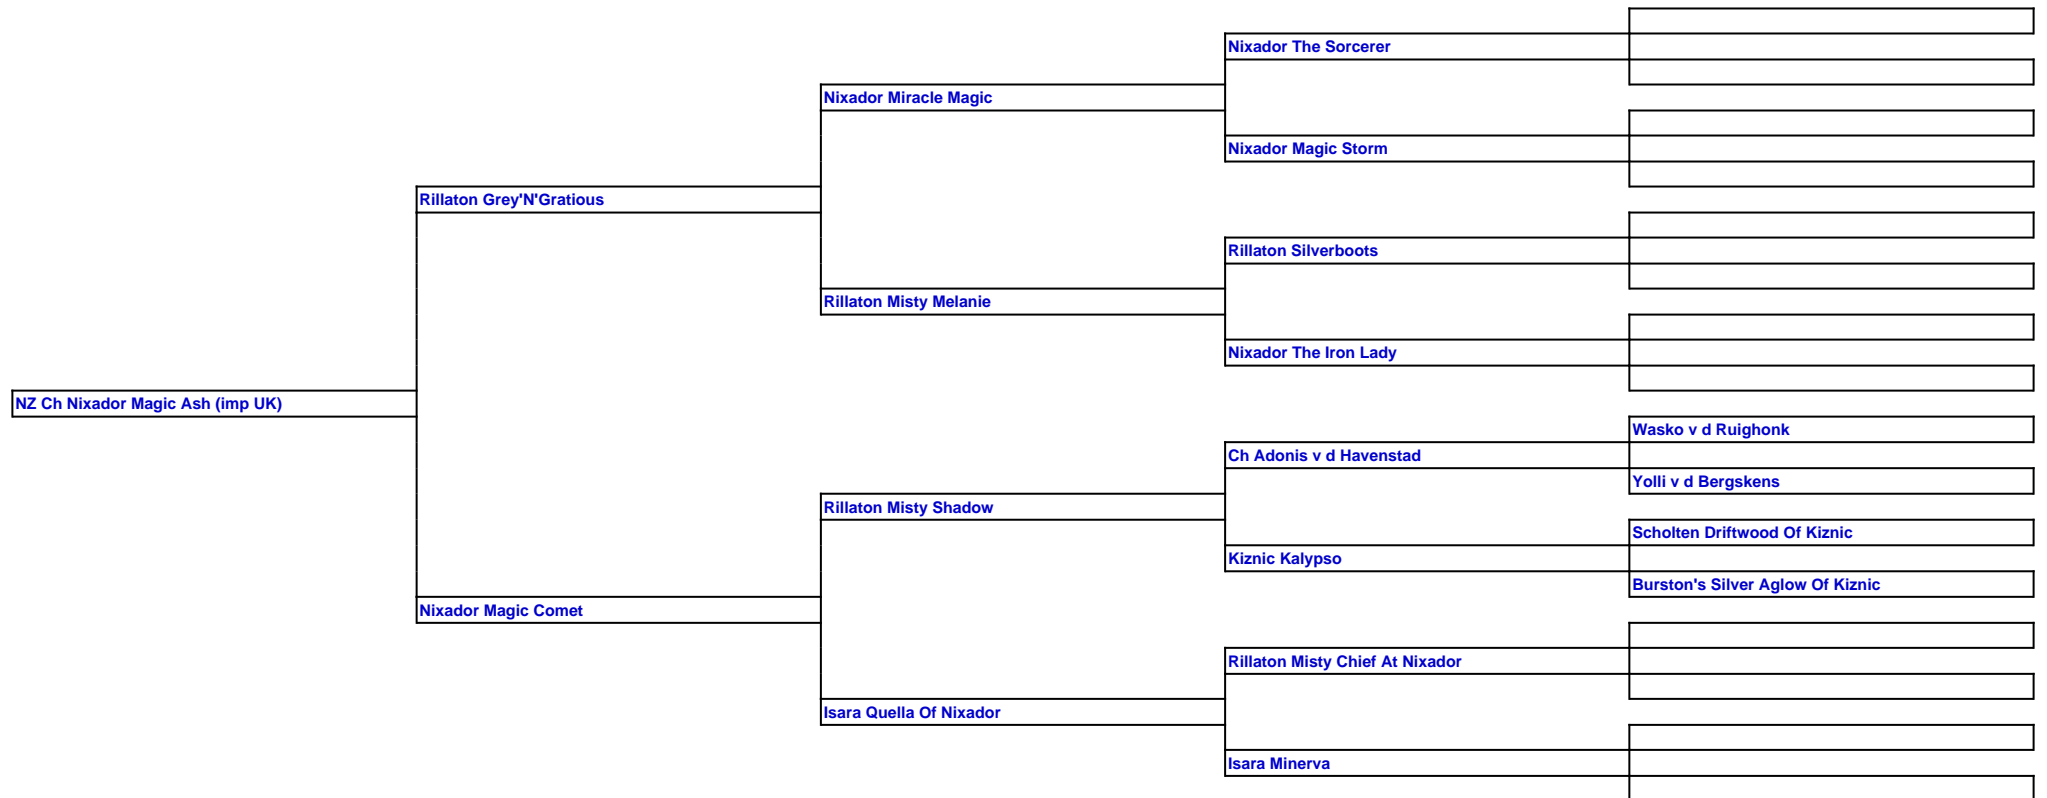 Nixador The Sorcerer
Nixador Miracle Magic
Nixador Magic Storm
Rillaton Grey'N'Gratious
Rillaton Silverboots
Rillaton Misty Melanie
Nixador The Iron Lady
NZ Ch Nixador Magic Ash (imp UK)
Wasko v d Ruighonk
Ch Adonis v d Havenstad
Yolli v d Bergskens
Rillaton Misty Shadow
Scholten Driftwood Of Kiznic
Kiznic Kalypso
Burston's Silver Aglow Of Kiznic
Nixador Magic Comet
Rillaton Misty Chief At Nixador
Isara Quella Of Nixador
Isara Minerva